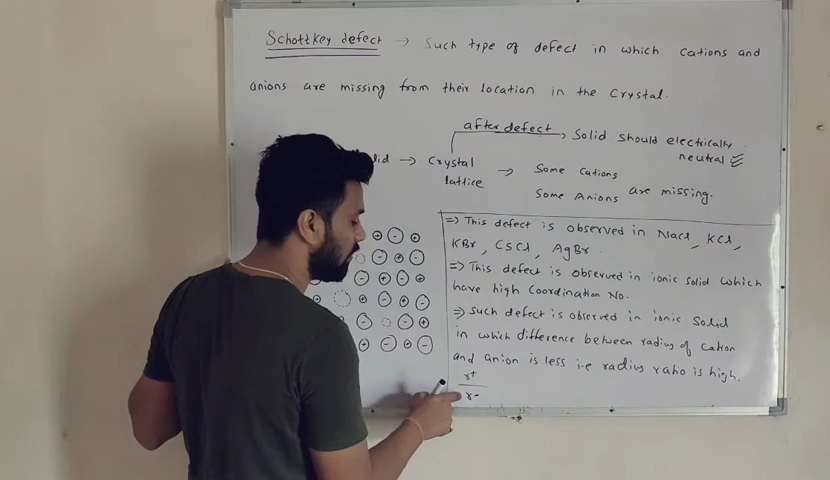 Schottkey defect → Such type of defect in which cations and
anions are missing from their location in the crystal.
after defect → Solid should electrically
neutral
→ Crystal → Some cations
lattice Some Anions are missing.
⇒ This defect is observed in NaCl, KCl,
KBr, CSCl, AgBr.
⇒ This defect is observed in ionic solid which
have high Coordination No.
⇒ Such defect is observed in ionic solid
in which difference between radius of cation
and anion is less i.e radius ratio is high.
r+
r-
+ - +
- + +
- + - +
+ - + - +
- - +
+ - + -